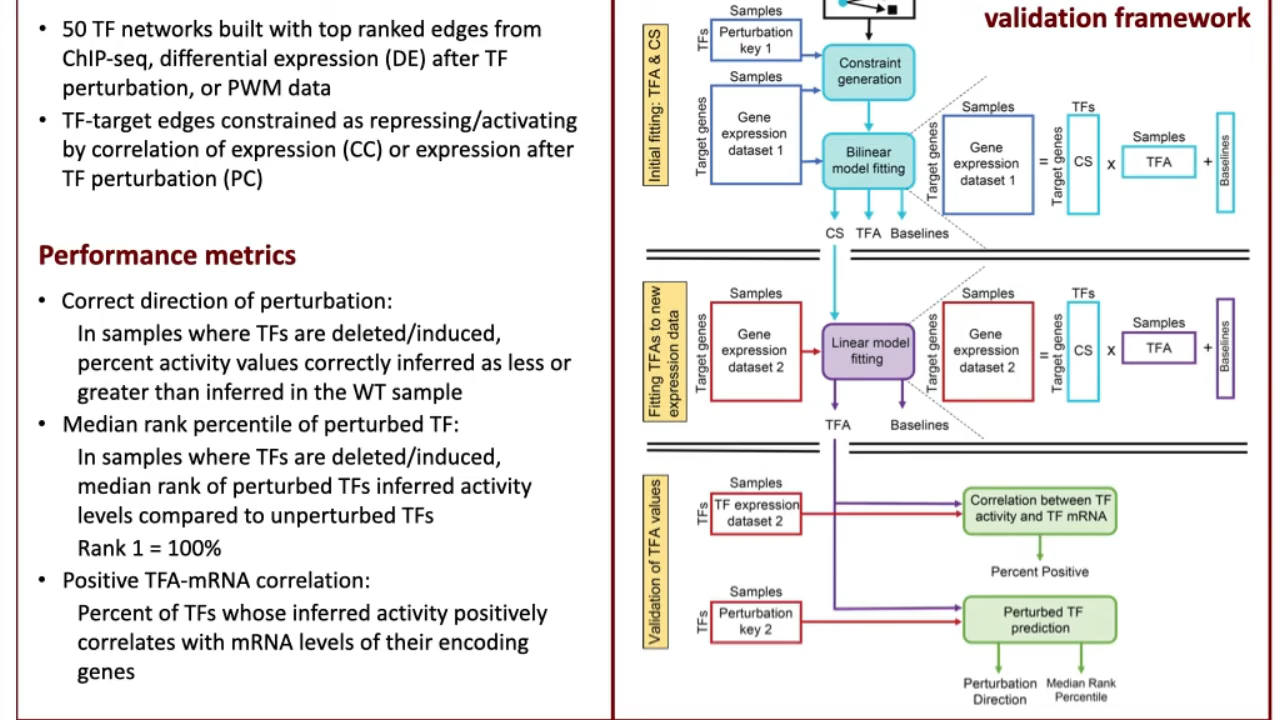 • 50 TF networks built with top ranked edges from
ChIP-seq, differential expression (DE) after TF
perturbation, or PWM data
• TF-target edges constrained as repressing/activating
by correlation of expression (CC) or expression after
TF perturbation (PC)
Performance metrics
• Correct direction of perturbation:
In samples where TFs are deleted/induced,
percent activity values correctly inferred as less or
greater than inferred in the WT sample
• Median rank percentile of perturbed TF:
In samples where TFs are deleted/induced,
median rank of perturbed TFs inferred activity
levels compared to unperturbed TFs
Rank 1 = 100%
• Positive TFA-mRNA correlation:
Percent of TFs whose inferred activity positively
correlates with mRNA levels of their encoding
genes
validation framework
Initial fitting: TFA & CS
Samples
TFs
Perturbation
key 1
Constraint
generation
Samples
Target genes
Gene
expression
dataset 1
Bilinear
model fitting
Samples
Target genes
Gene
expression
dataset 1
=
TFs
Target genes
CS
x
Samples
TFA
+
Baselines
CS
TFA
Baselines
Fitting TFAs to new
expression data
Samples
Target genes
Gene
expression
dataset 2
Linear model
fitting
Samples
Target genes
Gene
expression
dataset 2
=
TFs
Target genes
CS
x
Samples
TFA
+
Baselines
TFA
Baselines
Validation of TFA values
Samples
TFs
TF expression
dataset 2
Correlation between TF
activity and TF mRNA
Percent Positive
Samples
TFs
Perturbation
key 2
Perturbed TF
prediction
Perturbation
Direction
Median Rank
Percentile